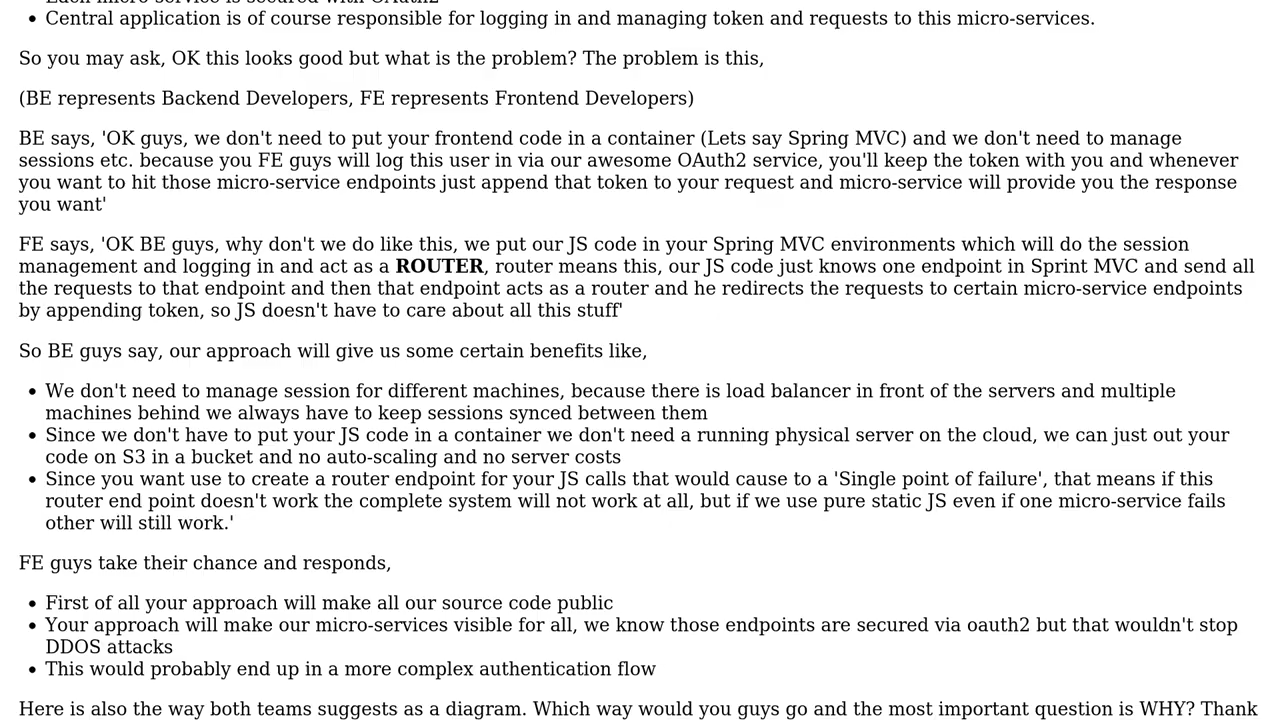 Each micro-service is secured with OAuth2
Central application is of course responsible for logging in and managing token and requests to this micro-services.
So you may ask, OK this looks good but what is the problem? The problem is this,
(BE represents Backend Developers, FE represents Frontend Developers)
BE says, 'OK guys, we don't need to put your frontend code in a container (Lets say Spring MVC) and we don't need to manage
sessions etc. because you FE guys will log this user in via our awesome OAuth2 service, you'll keep the token with you and whenever
you want to hit those micro-service endpoints just append that token to your request and micro-service will provide you the response
you want'
FE says, 'OK BE guys, why don't we do like this, we put our JS code in your Spring MVC environments which will do the session
management and logging in and act as a ROUTER, router means this, our JS code just knows one endpoint in Sprint MVC and send all
the requests to that endpoint and then that endpoint acts as a router and he redirects the requests to certain micro-service endpoints
by appending token, so JS doesn't have to care about all this stuff'
So BE guys say, our approach will give us some certain benefits like,
We don't need to manage session for different machines, because there is load balancer in front of the servers and multiple
machines behind we always have to keep sessions synced between them
Since we don't have to put your JS code in a container we don't need a running physical server on the cloud, we can just out your
code on S3 in a bucket and no auto-scaling and no server costs
Since you want use to create a router endpoint for your JS calls that would cause to a 'Single point of failure', that means if this
router end point doesn't work the complete system will not work at all, but if we use pure static JS even if one micro-service fails
other will still work.'
FE guys take their chance and responds,
First of all your approach will make all our source code public
Your approach will make our micro-services visible for all, we know those endpoints are secured via oauth2 but that wouldn't stop
DDOS attacks
This would probably end up in a more complex authentication flow
Here is also the way both teams suggests as a diagram. Which way would you guys go and the most important question is WHY? Thank